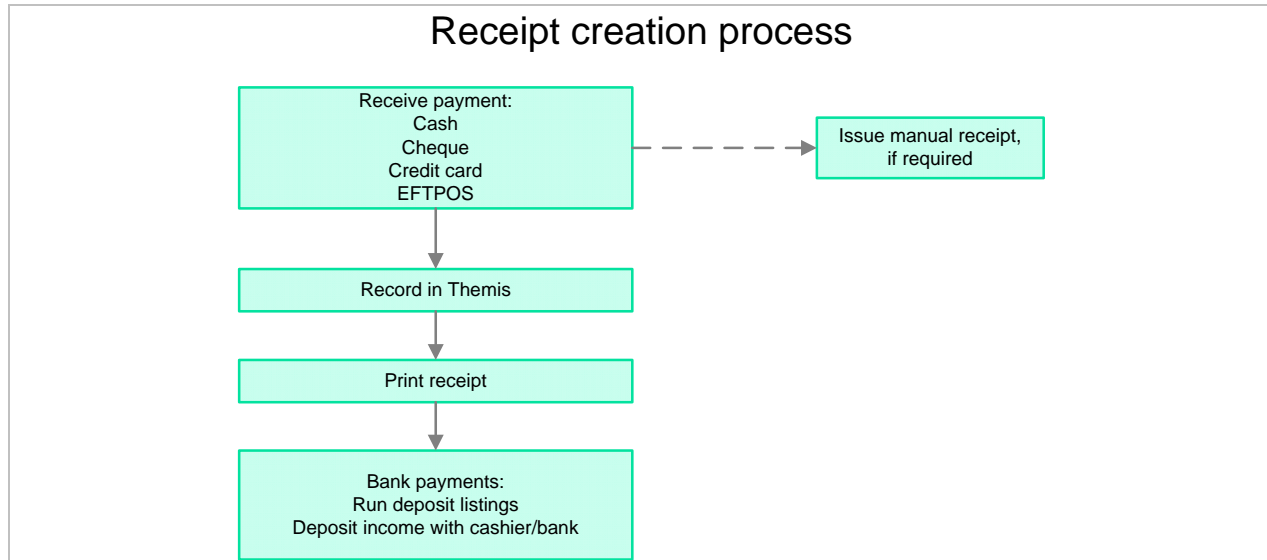 Receipt creation process
Receive payment:
Cash
Cheque
Credit card
EFTPOS
Issue manual receipt,
if required
Record in Themis
Print receipt
Bank payments:
Run deposit listings
Deposit income with cashier/bank